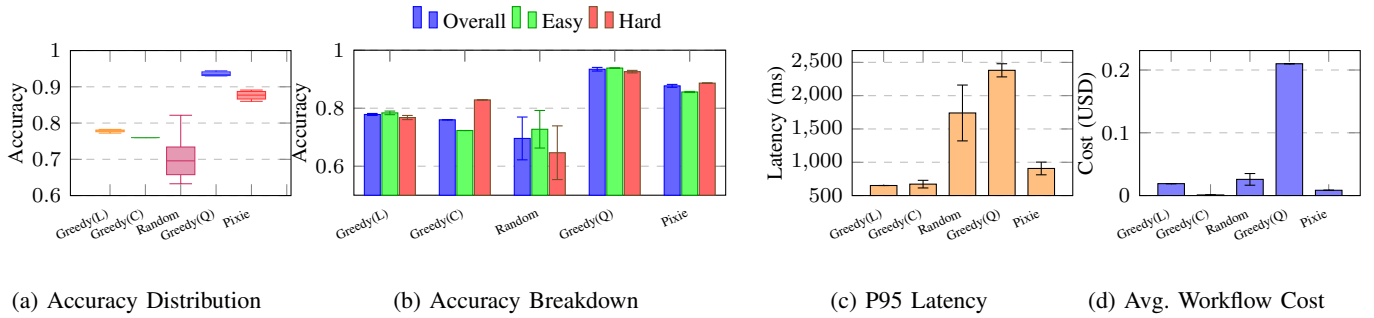 Overall Easy Hard
1
0.9
0.8
0.7
0.6
Accuracy
Greedy(L)
Greedy(C)
Random
Greedy(Q)
Pixie
(a) Accuracy Distribution
1
0.8
0.6
Accuracy
Greedy(L)
Greedy(C)
Random
Greedy(Q)
Pixie
(b) Accuracy Breakdown
2,500
2,000
1,500
1,000
500
Latency (ms)
Greedy(L)
Greedy(C)
Random
Greedy(Q)
Pixie
(c) P95 Latency
0.2
0.1
0
Cost (USD)
Greedy(L)
Greedy(C)
Random
Greedy(Q)
Pixie
(d) Avg. Workflow Cost